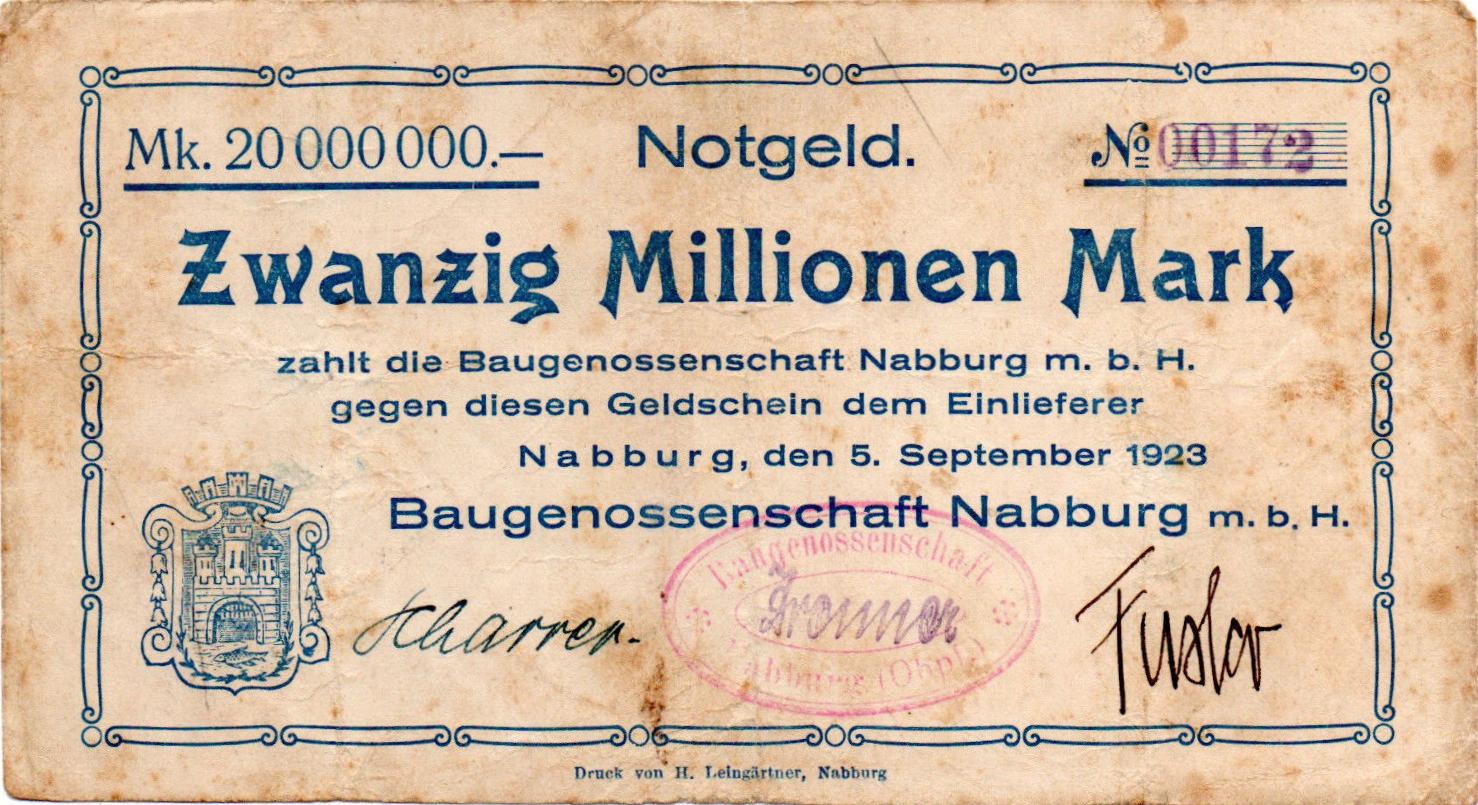 Mk. 20 000 000.— Notgeld. No 00172
Zwanzig Millionen Mark
zahlt die Baugenossenschaft Nabburg m. b. H.
gegen diesen Geldschein dem Einlieferer
Nabburg, den 5. September 1923
Baugenossenschaft Nabburg m. b. H.
Baugenossenschaft
Scharrer.
Nabburg (Obpf.)
Druck von H. Leingärtner, Nabburg